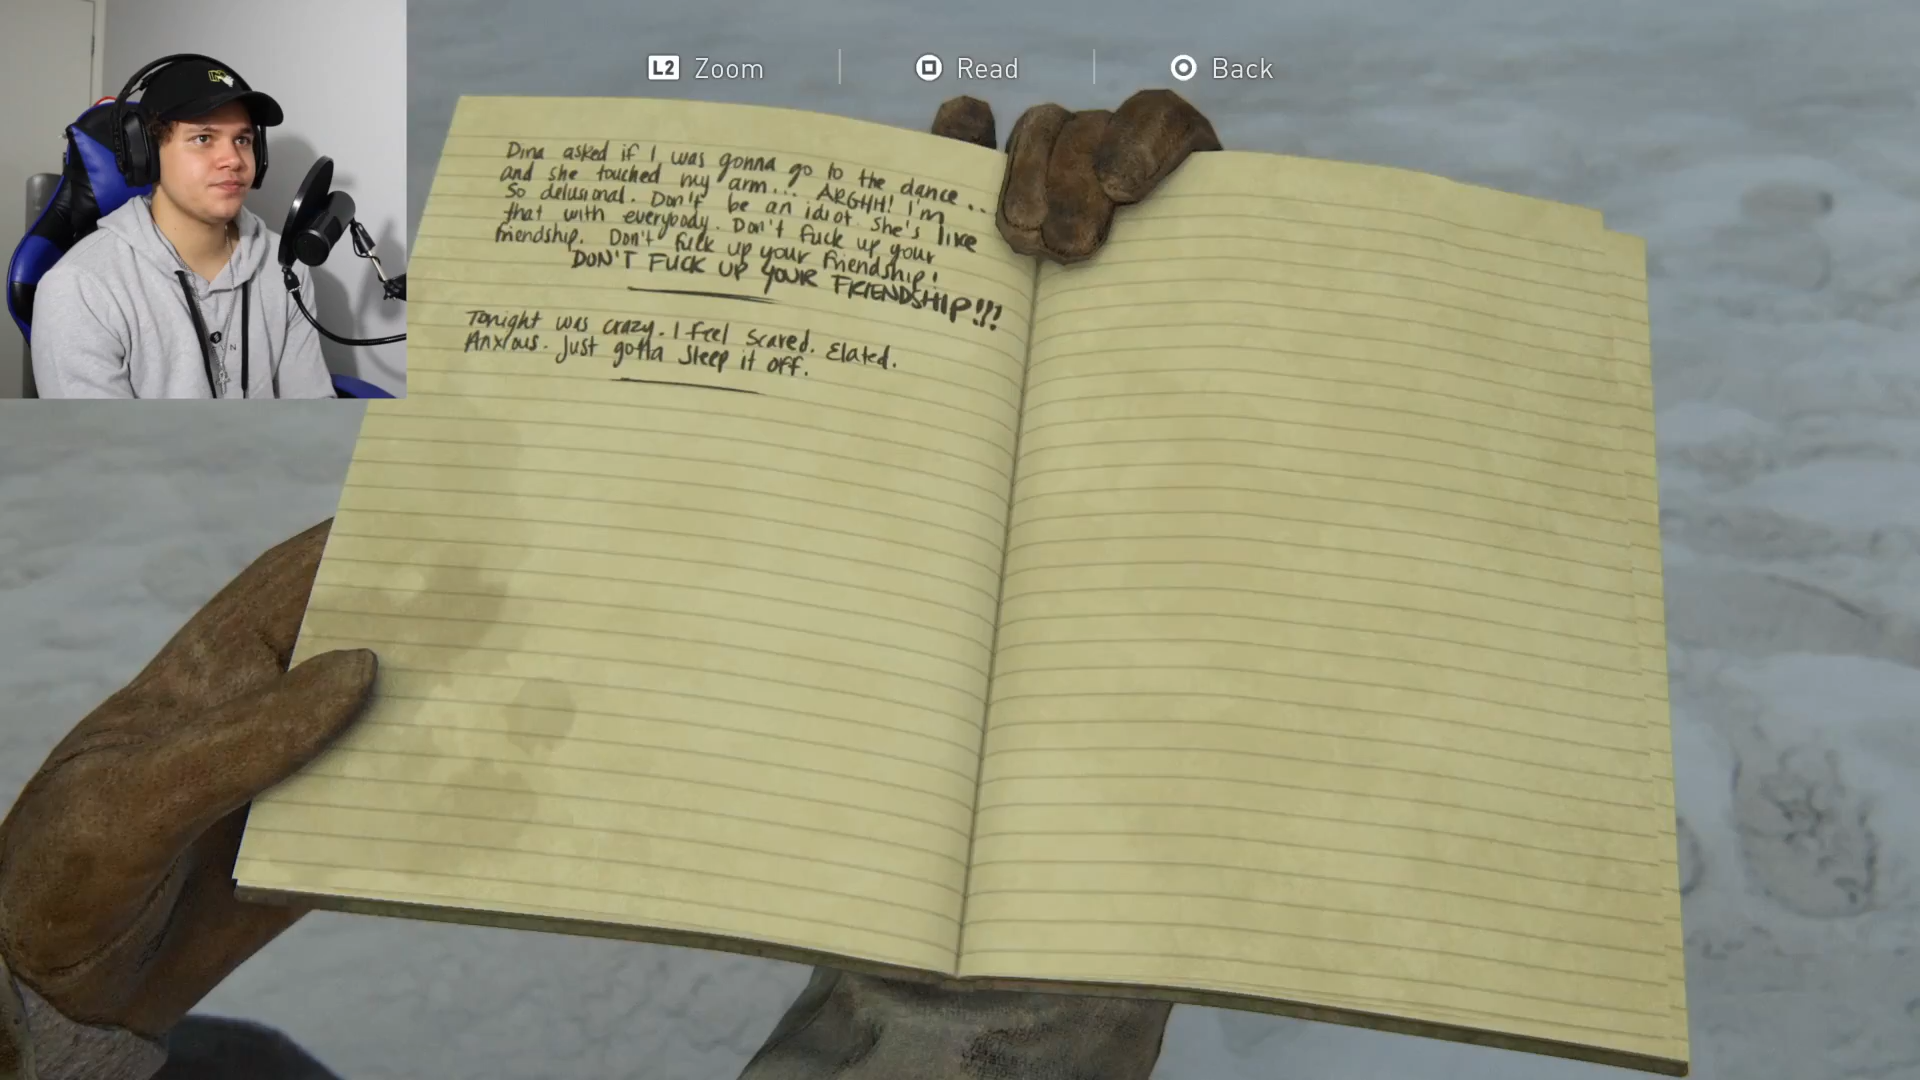 L2 Zoom
Read
Back
Dina asked if I was gonna go to the dance..
and she touched my arm... ARGHH! I'm
so delusional. Don't be an idiot. She's like
that with everybody. Don't fuck up your
friendship. Don't fuck up your friendship!
DON'T FUCK UP YOUR FRIENDSHIP!!!
Tonight was crazy. I feel scared. Elated.
Anxious. Just gotta sleep it off.